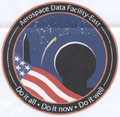 Aerospace Data Facility-East
Do it all • Do it now • Do it well